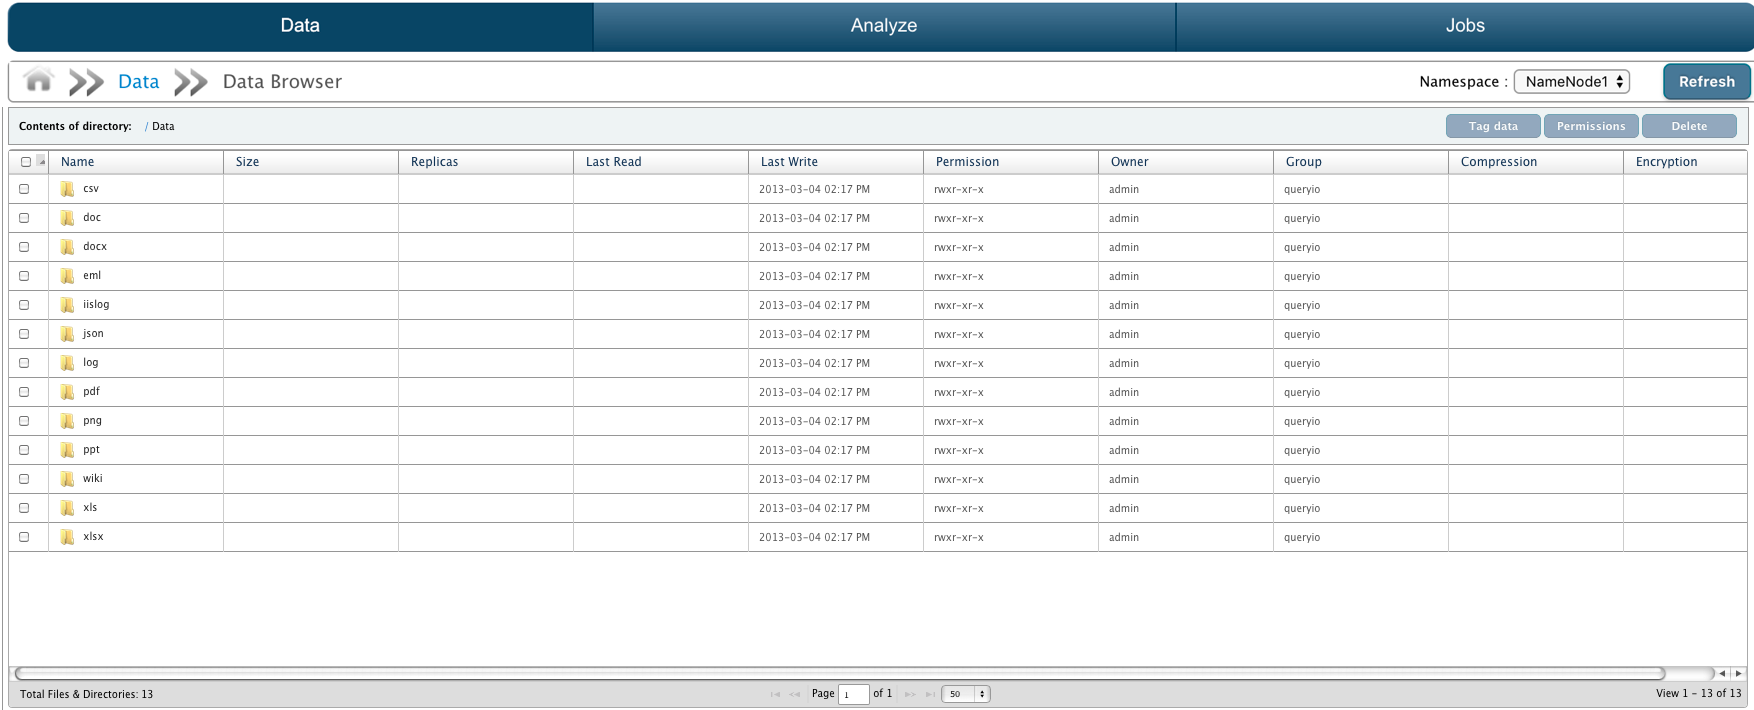 Data Analyze Jobs
Data Data Browser Namespace : NameNode1 Refresh
Contents of directory: / Data Tag data Permissions Delete
Name Size Replicas Last Read Last Write Permission Owner Group Compression Encryption
csv 2013-03-04 02:17 PM rwxr-xr-x admin queryio
doc 2013-03-04 02:17 PM rwxr-xr-x admin queryio
docx 2013-03-04 02:17 PM rwxr-xr-x admin queryio
eml 2013-03-04 02:17 PM rwxr-xr-x admin queryio
iislog 2013-03-04 02:17 PM rwxr-xr-x admin queryio
json 2013-03-04 02:17 PM rwxr-xr-x admin queryio
log 2013-03-04 02:17 PM rwxr-xr-x admin queryio
pdf 2013-03-04 02:17 PM rwxr-xr-x admin queryio
png 2013-03-04 02:17 PM rwxr-xr-x admin queryio
ppt 2013-03-04 02:17 PM rwxr-xr-x admin queryio
wiki 2013-03-04 02:17 PM rwxr-xr-x admin queryio
xls 2013-03-04 02:17 PM rwxr-xr-x admin queryio
xlsx 2013-03-04 02:17 PM rwxr-xr-x admin queryio
Total Files & Directories: 13 Page 1 of 1 50 View 1 - 13 of 13